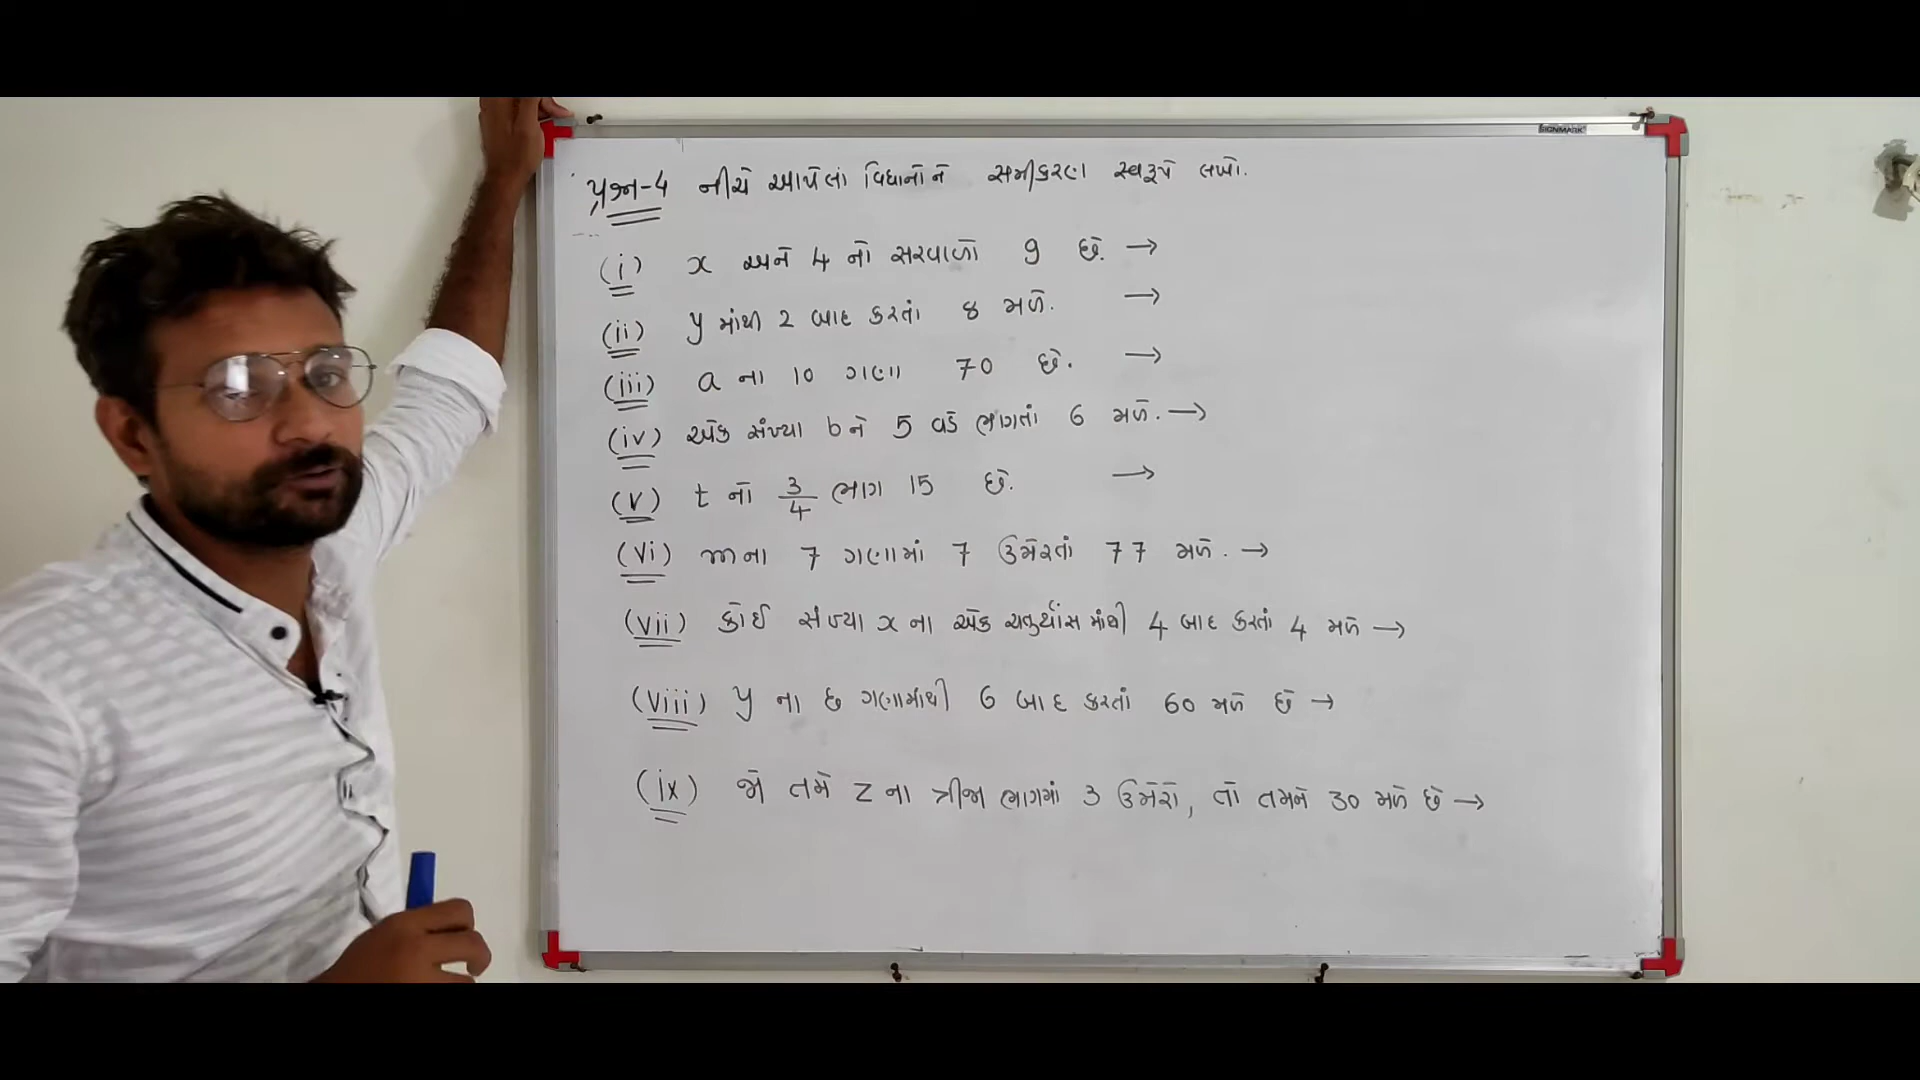 SIGNMARK
પ્રશ્ન-4 નીચે આપેલાં વિધાનોને સમીકરણ સ્વરૂપે લખો.
(i) x અને 4 નો સરવાળો 9 છે. →
(ii) y માંથી 2 બાદ કરતાં 8 મળે. →
(iii) a ના 10 ગણા 70 છે. →
(iv) એક સંખ્યા b ને 5 વડે ભાગતાં 6 મળે. →
(v) t નો 3/4 ભાગ 15 છે. →
(vi) m ના 7 ગણામાં 7 ઉમેરતાં 77 મળે. →
(vii) કોઈ સંખ્યા x ના એક ચતુર્થાંસ માંથી 4 બાદ કરતાં 4 મળે →
(viii) y ના છ ગણામાંથી 6 બાદ કરતાં 60 મળે છે →
(ix) જો તમે z ના ત્રીજા ભાગમાં 3 ઉમેરો, તો તમને 30 મળે છે →